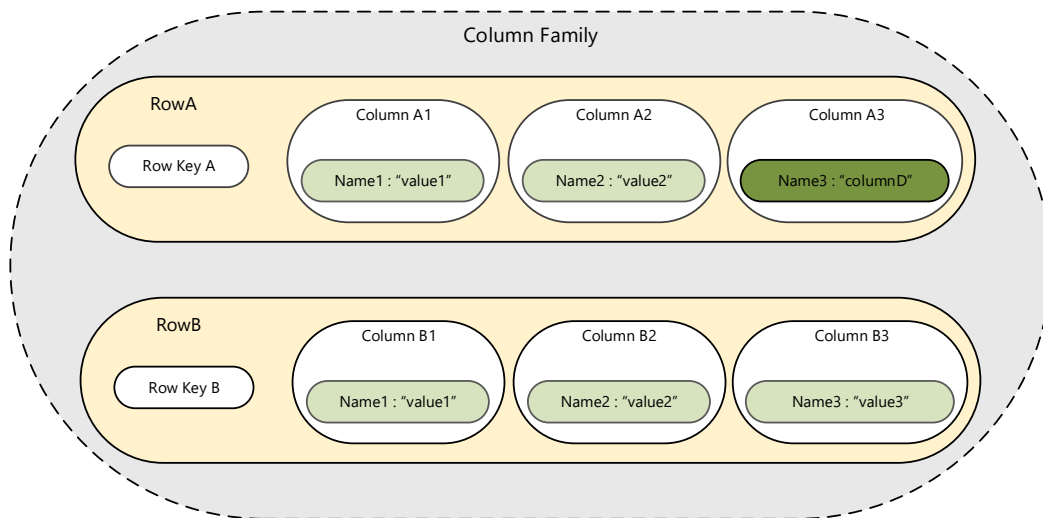 Column Family
RowA
Row Key A
Column A1
Name1 : “value1”
Column A2
Name2 : “value2”
Column A3
Name3 : “columnD”
RowB
Row Key B
Column B1
Name1 : “value1”
Column B2
Name2 : “value2”
Column B3
Name3 : “value3”